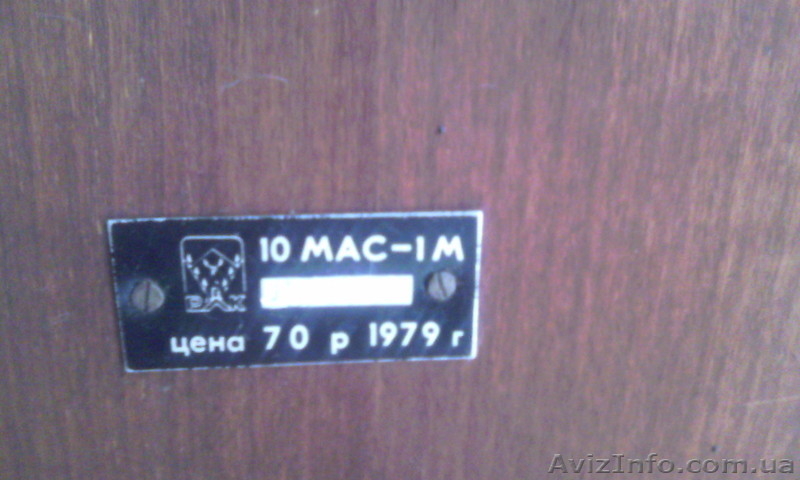 10 МАС-1М
цена 70 р 1979 г
AvizInfo.com.ua